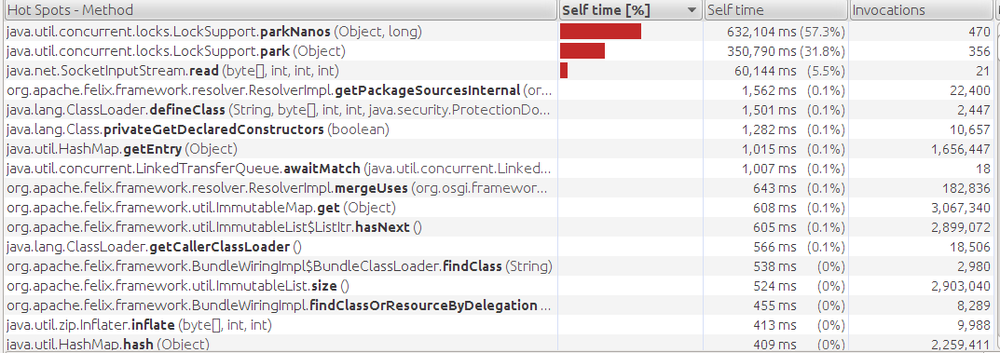 Hot Spots - Method Self time [%] Self time Invocations
java.util.concurrent.locks.LockSupport.parkNanos (Object, long) 632,104 ms (57.3%) 470
java.util.concurrent.locks.LockSupport.park (Object) 350,790 ms (31.8%) 356
java.net.SocketInputStream.read (byte[], int, int, int) 60,144 ms (5.5%) 21
org.apache.felix.framework.resolver.ResolverImpl.getPackageSourcesInternal (or... 1,562 ms (0.1%) 22,400
java.lang.ClassLoader.defineClass (String, byte[], int, int, java.security.ProtectionDo... 1,501 ms (0.1%) 2,447
java.lang.Class.privateGetDeclaredConstructors (boolean) 1,282 ms (0.1%) 10,657
java.util.HashMap.getEntry (Object) 1,015 ms (0.1%) 1,656,447
java.util.concurrent.LinkedTransferQueue.awaitMatch (java.util.concurrent.Linked... 1,007 ms (0.1%) 18
org.apache.felix.framework.resolver.ResolverImpl.mergeUses (org.osgi.framewor... 643 ms (0.1%) 182,836
org.apache.felix.framework.util.ImmutableMap.get (Object) 608 ms (0.1%) 3,067,340
org.apache.felix.framework.util.ImmutableList$ListItr.hasNext () 605 ms (0.1%) 2,899,072
java.lang.ClassLoader.getCallerClassLoader () 566 ms (0.1%) 18,506
org.apache.felix.framework.BundleWiringImpl$BundleClassLoader.findClass (String) 538 ms (0%) 2,980
org.apache.felix.framework.util.ImmutableList.size () 524 ms (0%) 2,903,040
org.apache.felix.framework.BundleWiringImpl.findClassOrResourceByDelegation ... 455 ms (0%) 8,289
java.util.zip.Inflater.inflate (byte[], int, int) 413 ms (0%) 9,988
java.util.HashMap.hash (Object) 409 ms (0%) 2,259,411